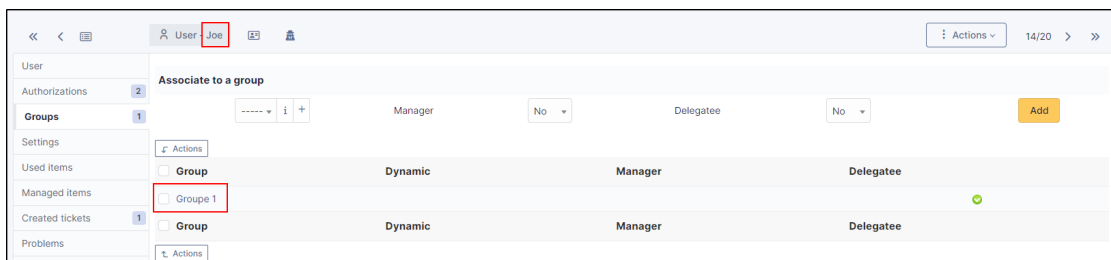 User - Joe
Actions
14/20
User
Authorizations 2
Groups 1
Settings
Used items
Managed items
Created tickets 1
Problems
Associate to a group
----- i + Manager No Delegatee No Add
Actions
Group Dynamic Manager Delegatee
Groupe 1
Group Dynamic Manager Delegatee
Actions